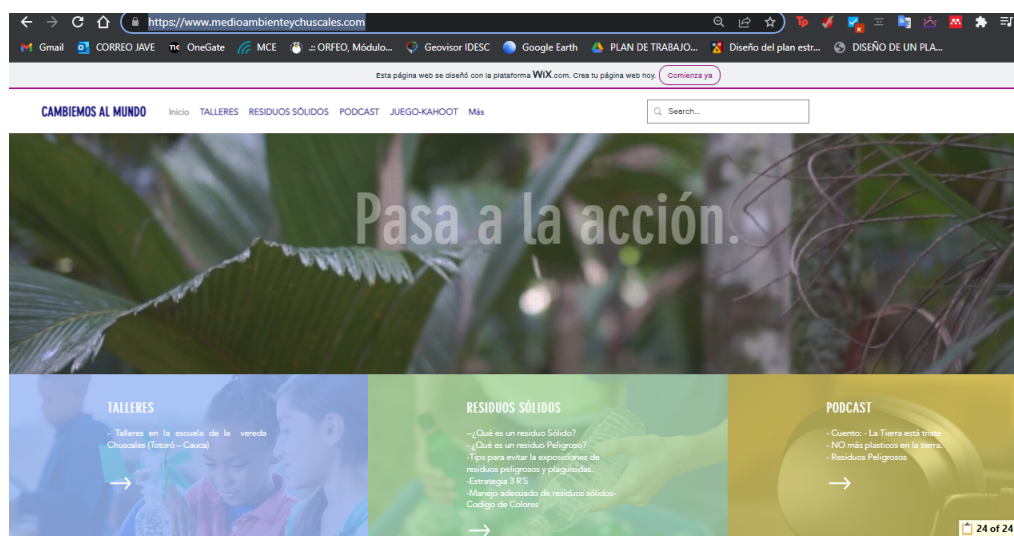 https://www.medioambienteychuscales.com
Gmail CORREO JAVE OneGate MCE .:: ORFEO, Módulo... Geovisor IDESC Google Earth PLAN DE TRABAJO... Diseño del plan estr... DISEÑO DE UN PLA...
Esta página web se diseñó con la plataforma WiX.com. Crea tu página web hoy. Comienza ya
CAMBIEMOS AL MUNDO Inicio TALLERES RESIDUOS SÓLIDOS PODCAST JUEGO-KAHOOT Más Search...
Pasa a la acción.
TALLERES
- Talleres en la escuela de la vereda
Chuscales (Totoró – Cauca)
RESIDUOS SÓLIDOS
-¿Qué es un residuo Sólido?
- ¿Qué es un residuo Peligroso?
-Tips para evitar la exposiciones de
residuos peligrosos y plaguicidas.
-Estrategia 3 R'S
-Manejo adecuado de residuos sólidos-
Codigo de Colores
PODCAST
- Cuento: - La Tierra está triste
- NO más plasticos en la tierra.
- Residuos Peligrosos
24 of 24